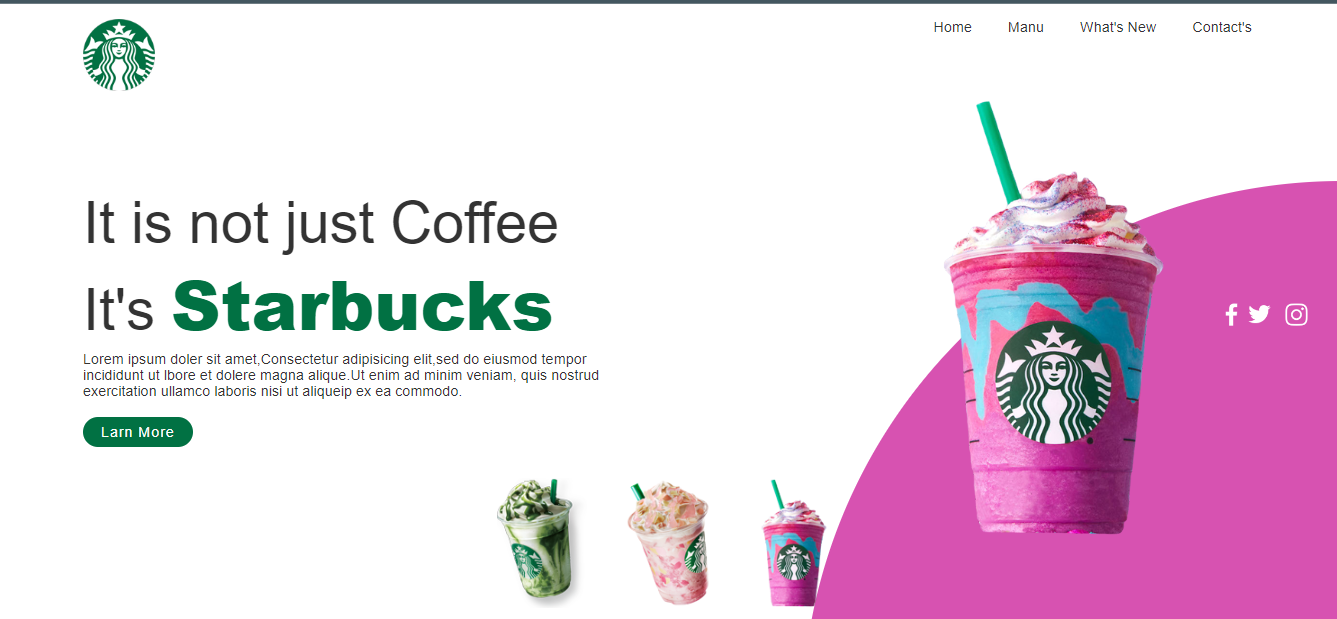 Home Manu What's New Contact's
It is not just Coffee
It's Starbucks
Lorem ipsum doler sit amet,Consectetur adipisicing elit,sed do eiusmod tempor
incididunt ut lbore et dolere magna alique.Ut enim ad minim veniam, quis nostrud
exercitation ullamco laboris nisi ut aliqueip ex ea commodo.
Larn More